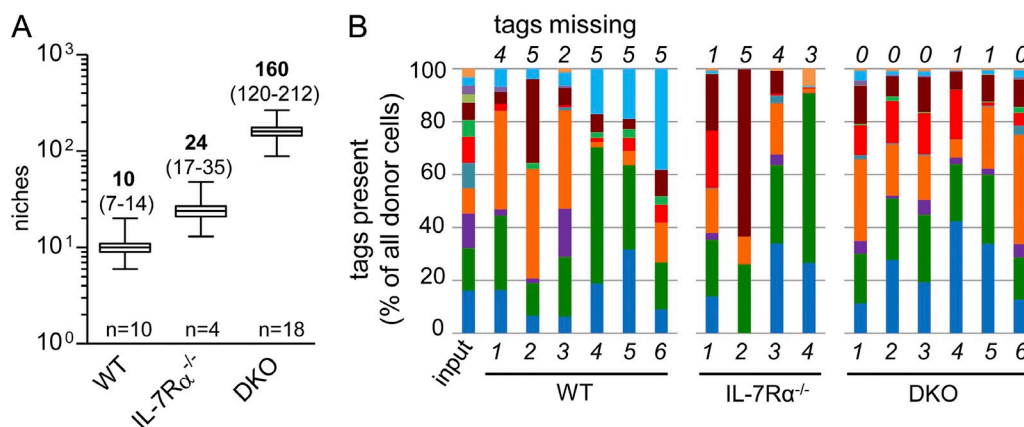 A
niches
10³
10²
10¹
10⁰
10
(7-14)
24
(17-35)
160
(120-212)
n=10
n=4
n=18
WT
IL-7Rα⁻/⁻
DKO
B
tags missing
4 5 2 5 5 5
1 5 4 3
0 0 0 1 1 0
tags present
(% of all donor cells)
100
80
60
40
20
0
input
1 2 3 4 5 6
1 2 3 4
1 2 3 4 5 6
WT
IL-7Rα⁻/⁻
DKO